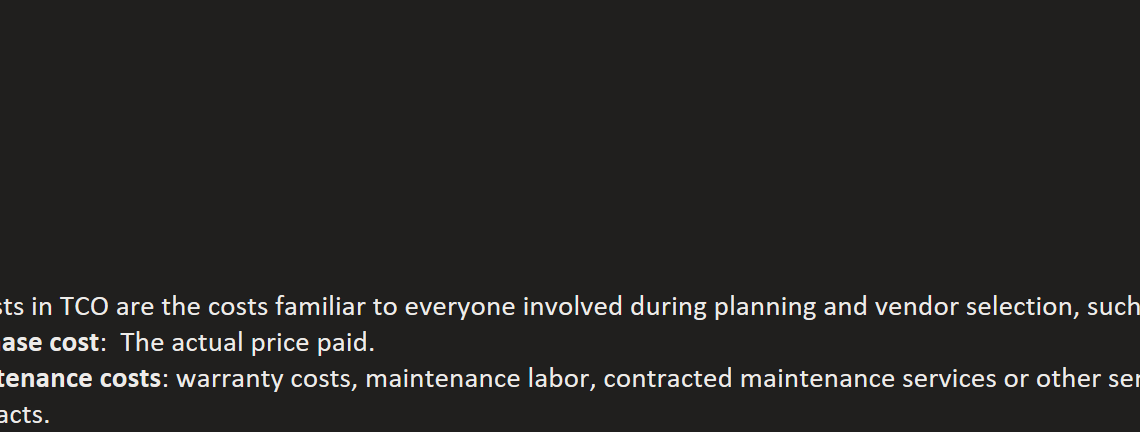 sts in TCO are the costs familiar to everyone involved during planning and vendor selection, such
ase cost:  The actual price paid.
tenance costs: warranty costs, maintenance labor, contracted maintenance services or other ser
acts.